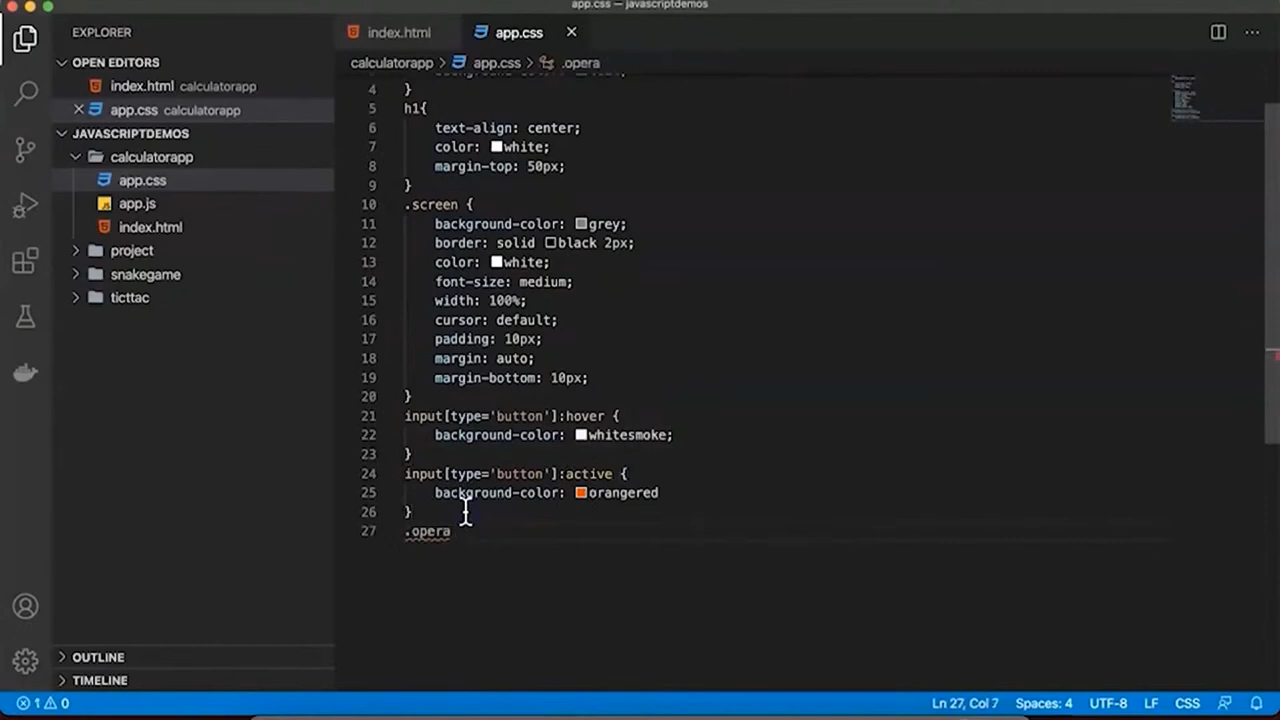 app.css — javascriptdemos
EXPLORER
OPEN EDITORS
index.html calculatorapp
app.css calculatorapp
JAVASCRIPTDEMOS
calculatorapp
app.css
app.js
index.html
project
snakegame
ticttac
OUTLINE
TIMELINE
index.html
app.css
calculatorapp > app.css > .opera
4 }
5 h1{
6 text-align: center;
7 color: white;
8 margin-top: 50px;
9 }
10 .screen {
11 background-color: grey;
12 border: solid black 2px;
13 color: white;
14 font-size: medium;
15 width: 100%;
16 cursor: default;
17 padding: 10px;
18 margin: auto;
19 margin-bottom: 10px;
20 }
21 input[type='button']:hover {
22 background-color: whitesmoke;
23 }
24 input[type='button']:active {
25 background-color: orangered
26 }
27 .opera
1 0
Ln 27, Col 7 Spaces: 4 UTF-8 LF CSS